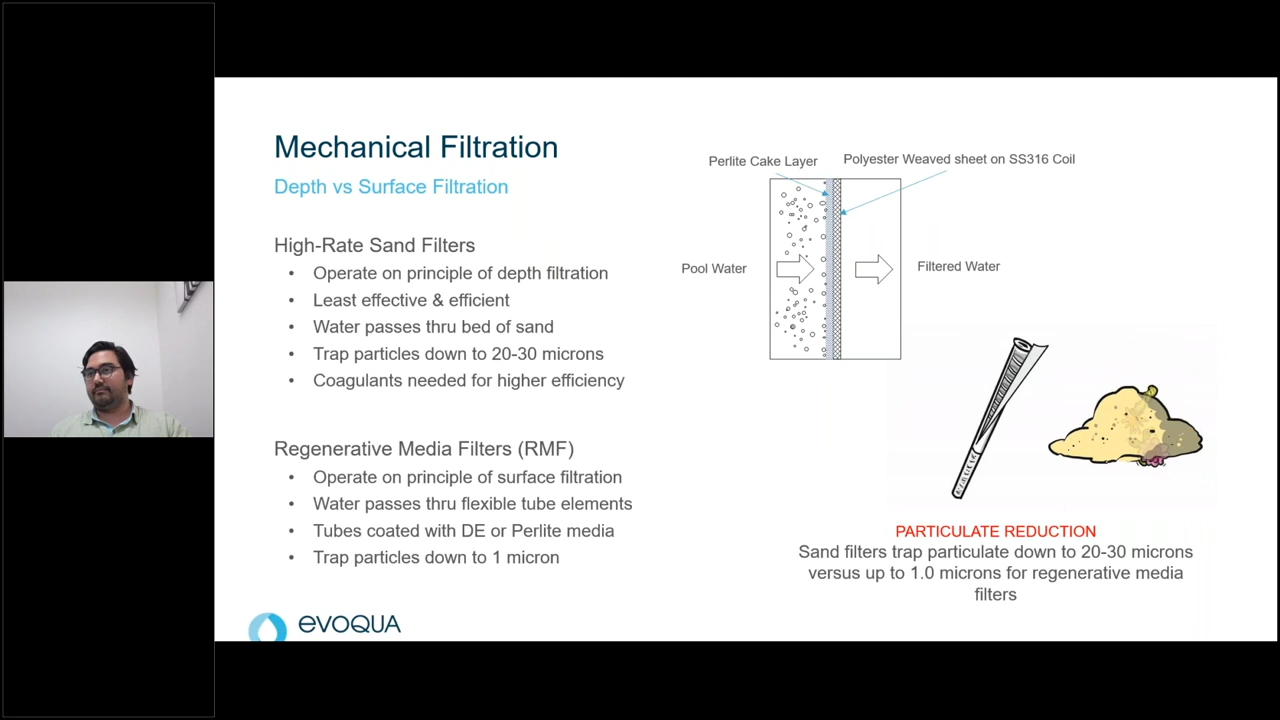 Mechanical Filtration
Depth vs Surface Filtration
High-Rate Sand Filters
• Operate on principle of depth filtration
• Least effective & efficient
• Water passes thru bed of sand
• Trap particles down to 20-30 microns
• Coagulants needed for higher efficiency
Regenerative Media Filters (RMF)
• Operate on principle of surface filtration
• Water passes thru flexible tube elements
• Tubes coated with DE or Perlite media
• Trap particles down to 1 micron
evoQUA
Perlite Cake Layer
Polyester Weaved sheet on SS316 Coil
Pool Water
Filtered Water
PARTICULATE REDUCTION
Sand filters trap particulate down to 20-30 microns
versus up to 1.0 microns for regenerative media
filters